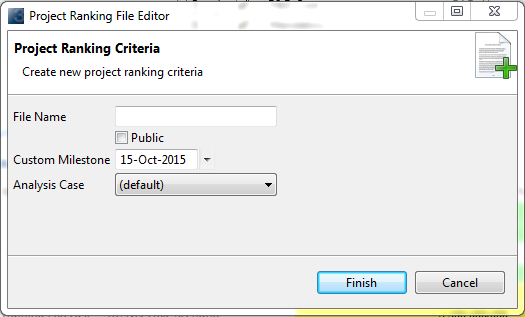 Project Ranking File Editor
Project Ranking Criteria
Create new project ranking criteria
File Name
Public
Custom Milestone 15-Oct-2015
Analysis Case (default)
Finish Cancel